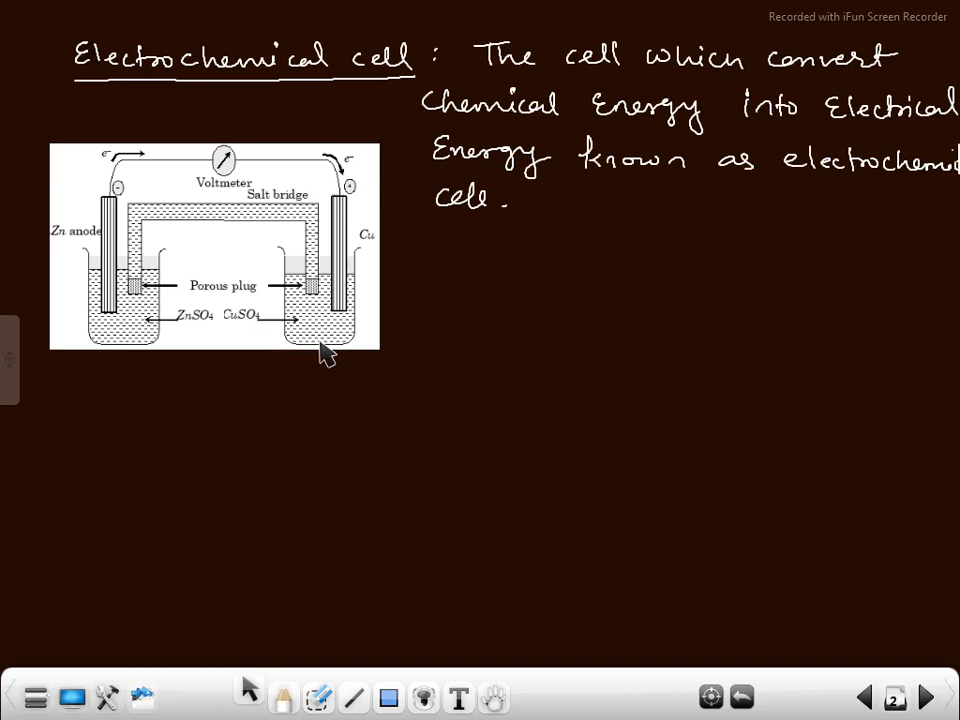 Recorded with iFun Screen Recorder
Electrochemical cell : The cell which convert
Chemical Energy into Electrical
Energy known as electrochemi
cell.
e⁻
e⁻
Voltmeter
Salt bridge
Zn anode
Cu
Porous plug
ZnSO₄ CuSO₄
2